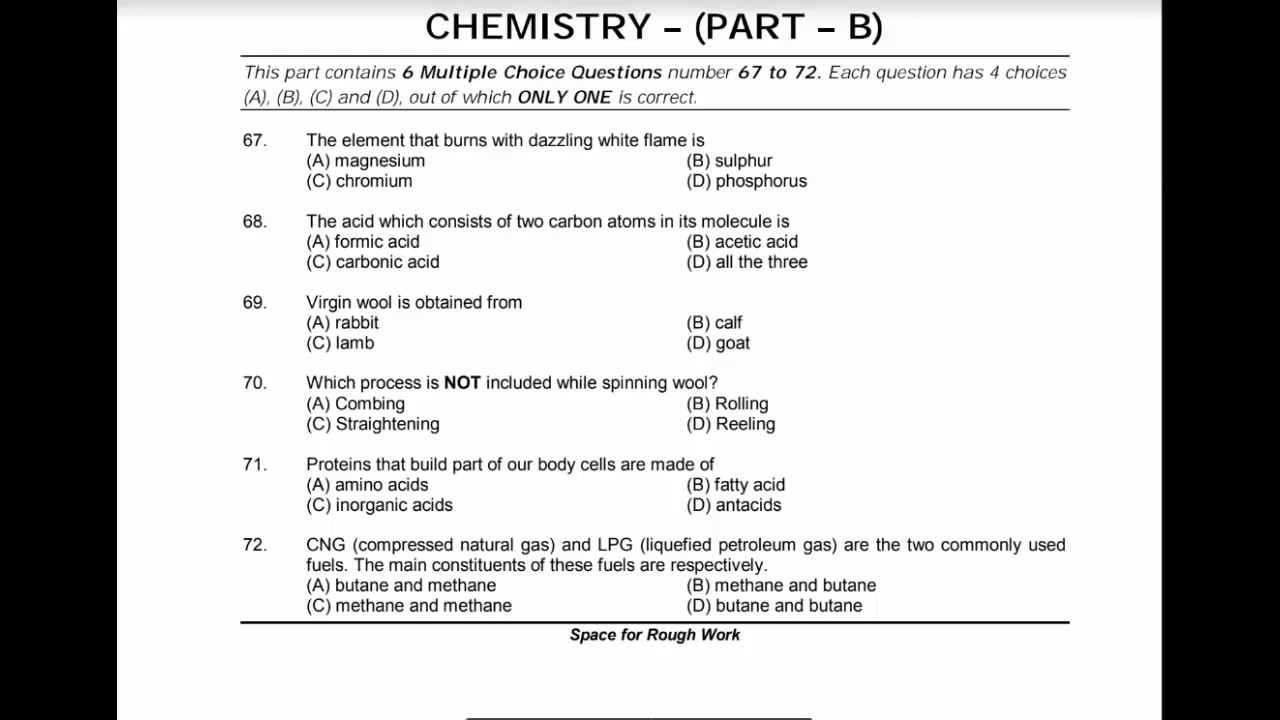 CHEMISTRY – (PART – B)
This part contains 6 Multiple Choice Questions number 67 to 72. Each question has 4 choices
(A), (B), (C) and (D), out of which ONLY ONE is correct.
67. The element that burns with dazzling white flame is
(A) magnesium (B) sulphur
(C) chromium (D) phosphorus
68. The acid which consists of two carbon atoms in its molecule is
(A) formic acid (B) acetic acid
(C) carbonic acid (D) all the three
69. Virgin wool is obtained from
(A) rabbit (B) calf
(C) lamb (D) goat
70. Which process is NOT included while spinning wool?
(A) Combing (B) Rolling
(C) Straightening (D) Reeling
71. Proteins that build part of our body cells are made of
(A) amino acids (B) fatty acid
(C) inorganic acids (D) antacids
72. CNG (compressed natural gas) and LPG (liquefied petroleum gas) are the two commonly used
fuels. The main constituents of these fuels are respectively.
(A) butane and methane (B) methane and butane
(C) methane and methane (D) butane and butane
Space for Rough Work